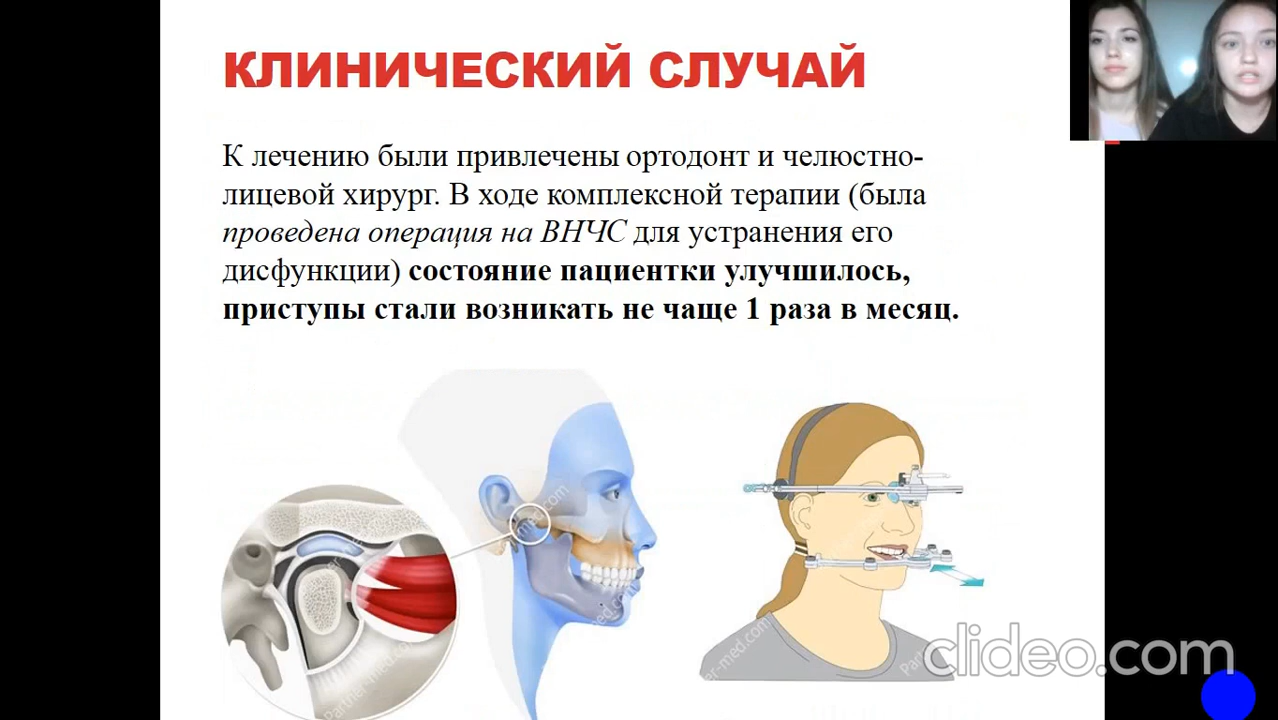 КЛИНИЧЕСКИЙ СЛУЧАЙ
К лечению были привлечены ортодонт и челюстно-
лицевой хирург. В ходе комплексной терапии (была
проведена операция на ВНЧС для устранения его
дисфункции) состояние пациентки улучшилось,
приступы стали возникать не чаще 1 раза в месяц.
clideo.com